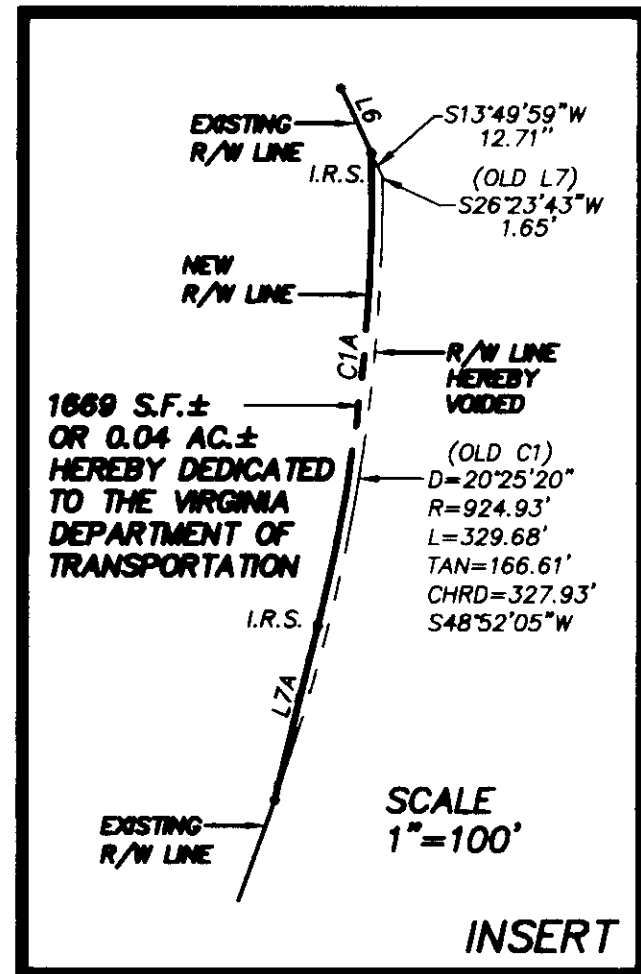 L6
EXISTING
R/W LINE
S13°49'59"W
12.71"
I.R.S.
(OLD L7)
S26°23'43"W
1.65'
NEW
R/W LINE
C1A
R/W LINE
HEREBY
VOIDED
1669 S.F.±
OR 0.04 AC.±
HEREBY DEDICATED
TO THE VIRGINIA
DEPARTMENT OF
TRANSPORTATION
(OLD C1)
D=20°25'20"
R=924.93'
L=329.68'
TAN=166.61'
CHRD=327.93'
S48°52'05"W
I.R.S.
L7A
EXISTING
R/W LINE
SCALE
1"=100'
INSERT